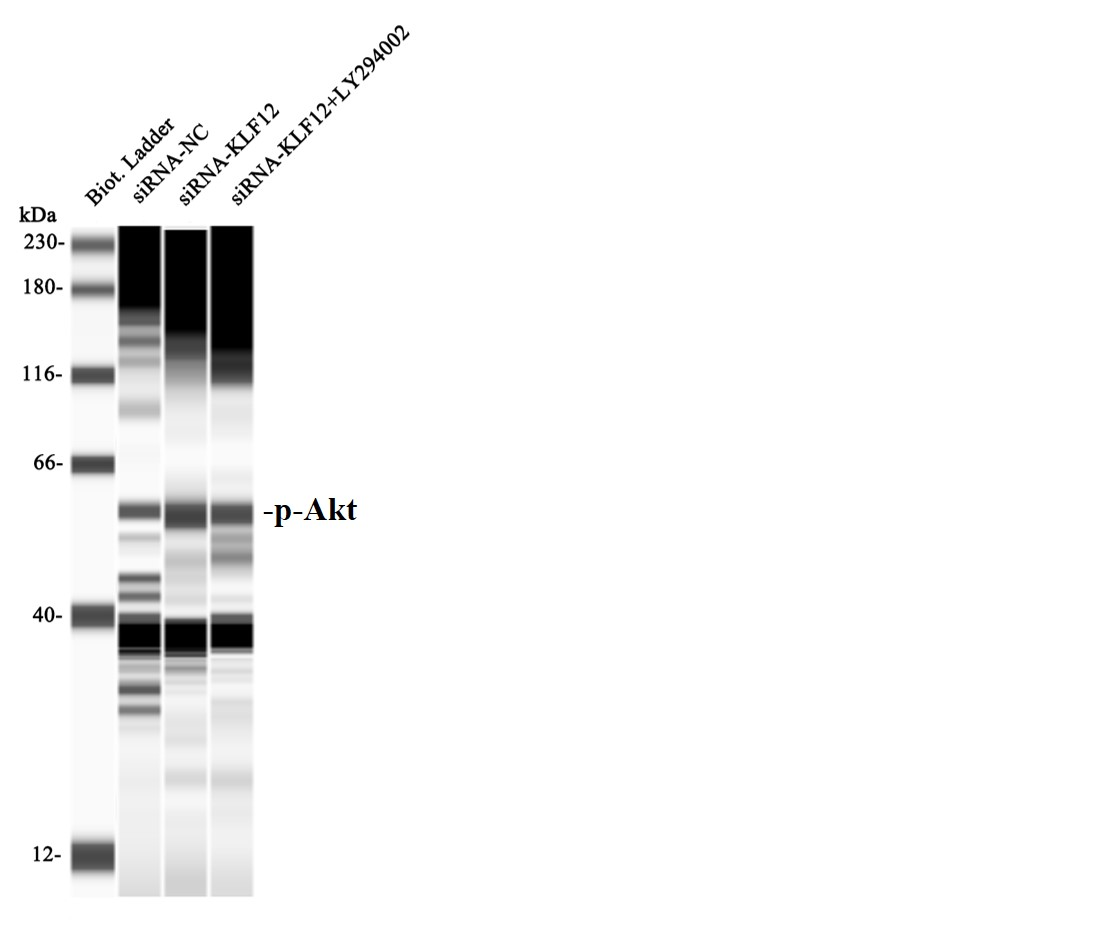 Biot. Ladder
siRNA-NC
siRNA-KLF12
siRNA-KLF12+LY294002
kDa
230-
180-
116-
66-
-p-Akt
40-
12-